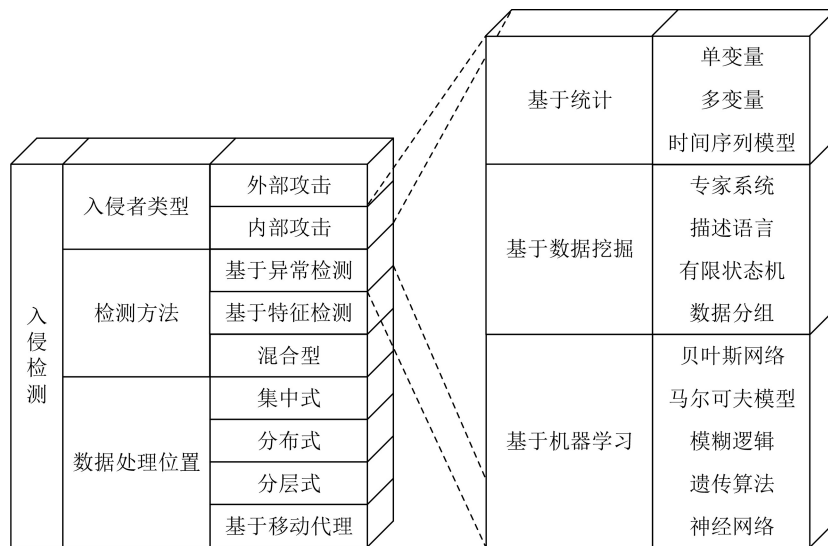 入侵检测
入侵者类型
外部攻击
内部攻击
检测方法
基于异常检测
基于特征检测
混合型
数据处理位置
集中式
分布式
分层式
基于移动代理
基于统计
单变量
多变量
时间序列模型
基于数据挖掘
专家系统
描述语言
有限状态机
数据分组
基于机器学习
贝叶斯网络
马尔可夫模型
模糊逻辑
遗传算法
神经网络